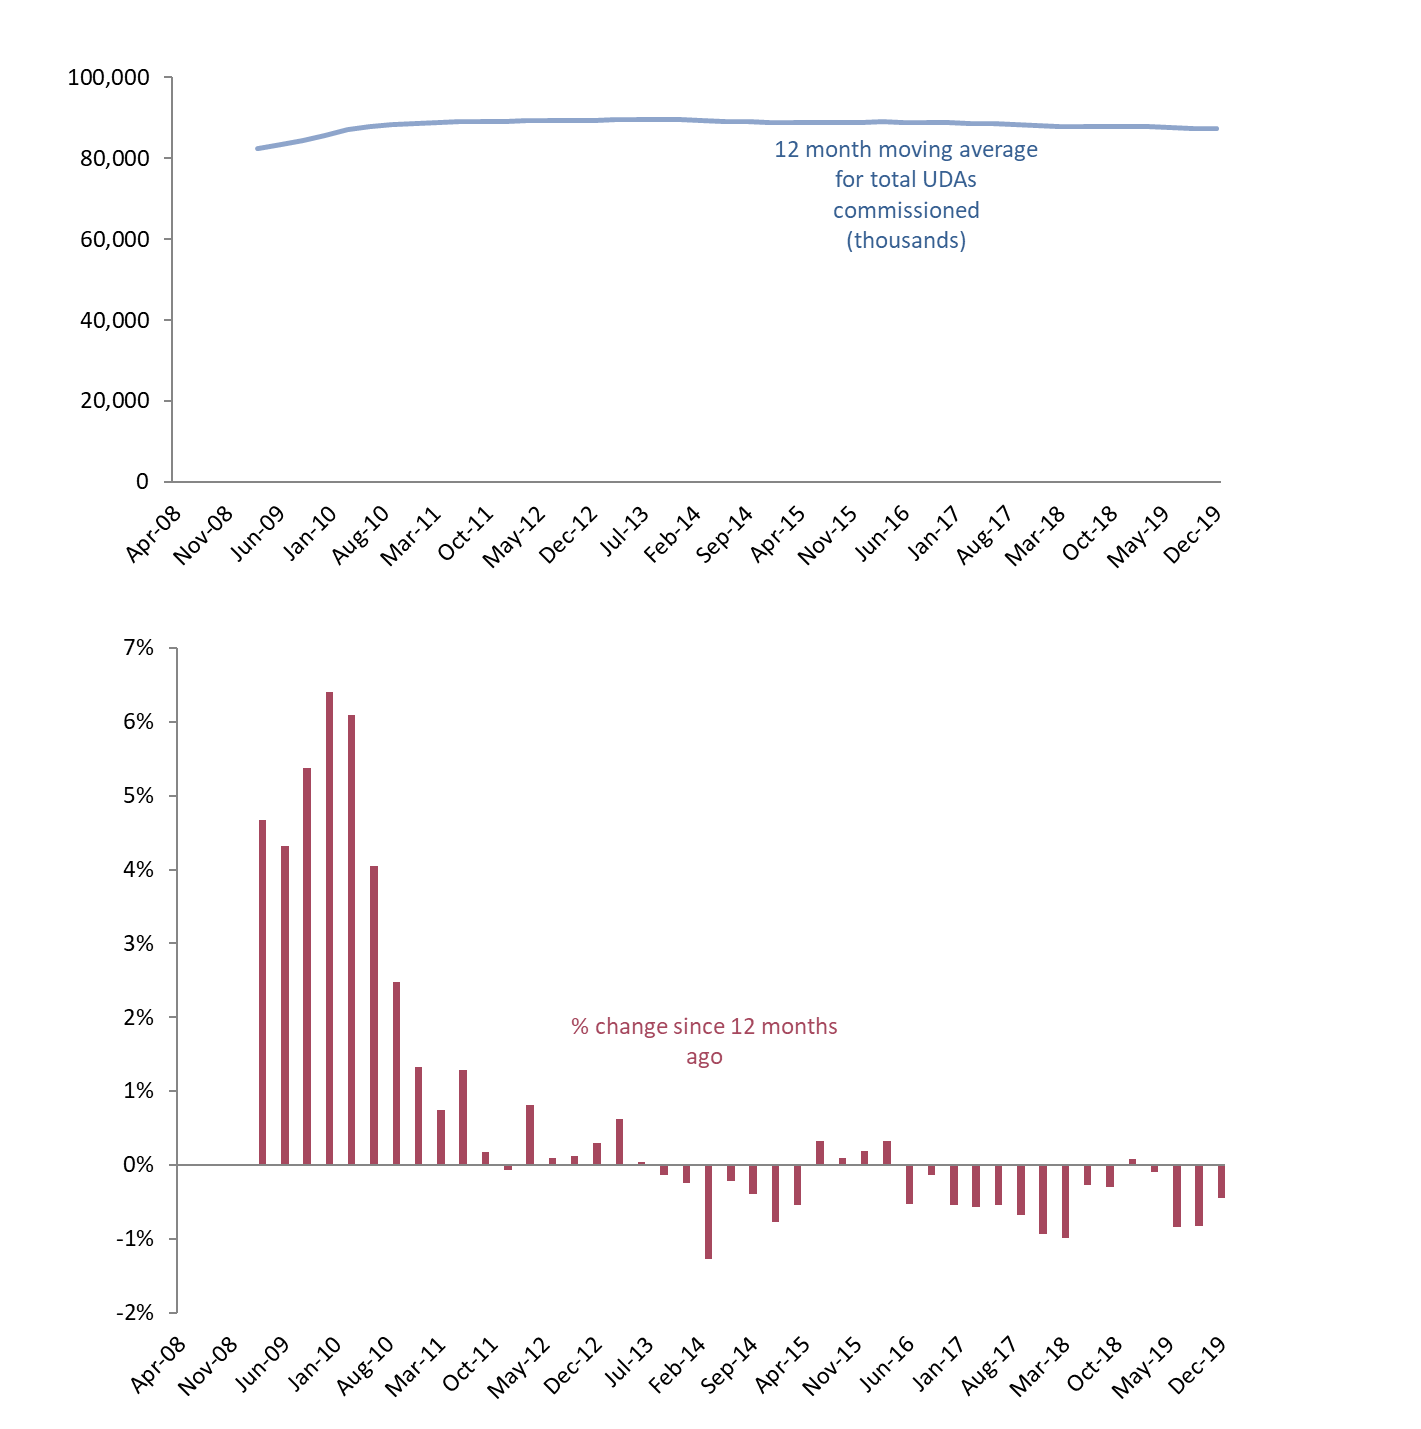 100,000
80,000
60,000
40,000
20,000
0
12 month moving average
for total UDAs
commissioned
(thousands)
Apr-08
Nov-08
Jun-09
Jan-10
Aug-10
Mar-11
Oct-11
May-12
Dec-12
Jul-13
Feb-14
Sep-14
Apr-15
Nov-15
Jun-16
Jan-17
Aug-17
Mar-18
Oct-18
May-19
Dec-19
7%
6%
5%
4%
3%
2%
1%
0%
-1%
-2%
% change since 12 months
ago
Apr-08
Nov-08
Jun-09
Jan-10
Aug-10
Mar-11
Oct-11
May-12
Dec-12
Jul-13
Feb-14
Sep-14
Apr-15
Nov-15
Jun-16
Jan-17
Aug-17
Mar-18
Oct-18
May-19
Dec-19